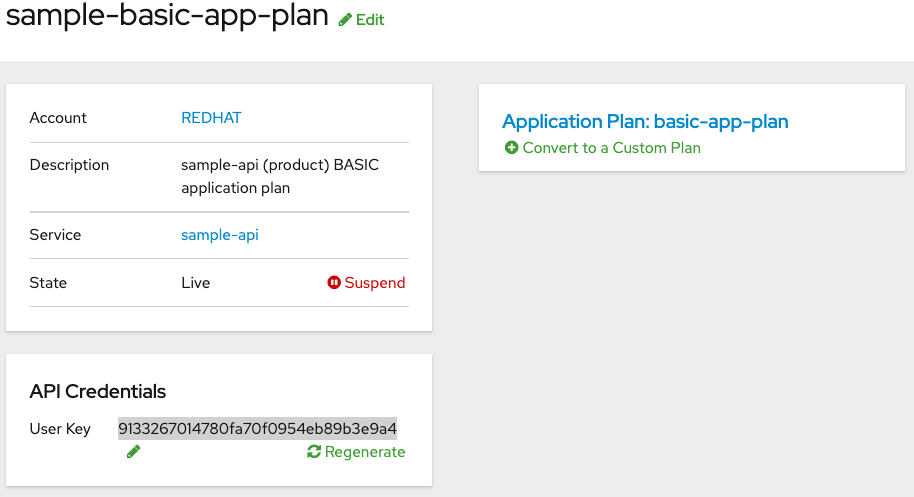 sample-basic-app-plan Edit
Account REDHAT
Description sample-api (product) BASIC
application plan
Service sample-api
State Live Suspend
API Credentials
User Key 9133267014780fa70f0954eb89b3e9a4
Regenerate
Application Plan: basic-app-plan
Convert to a Custom Plan